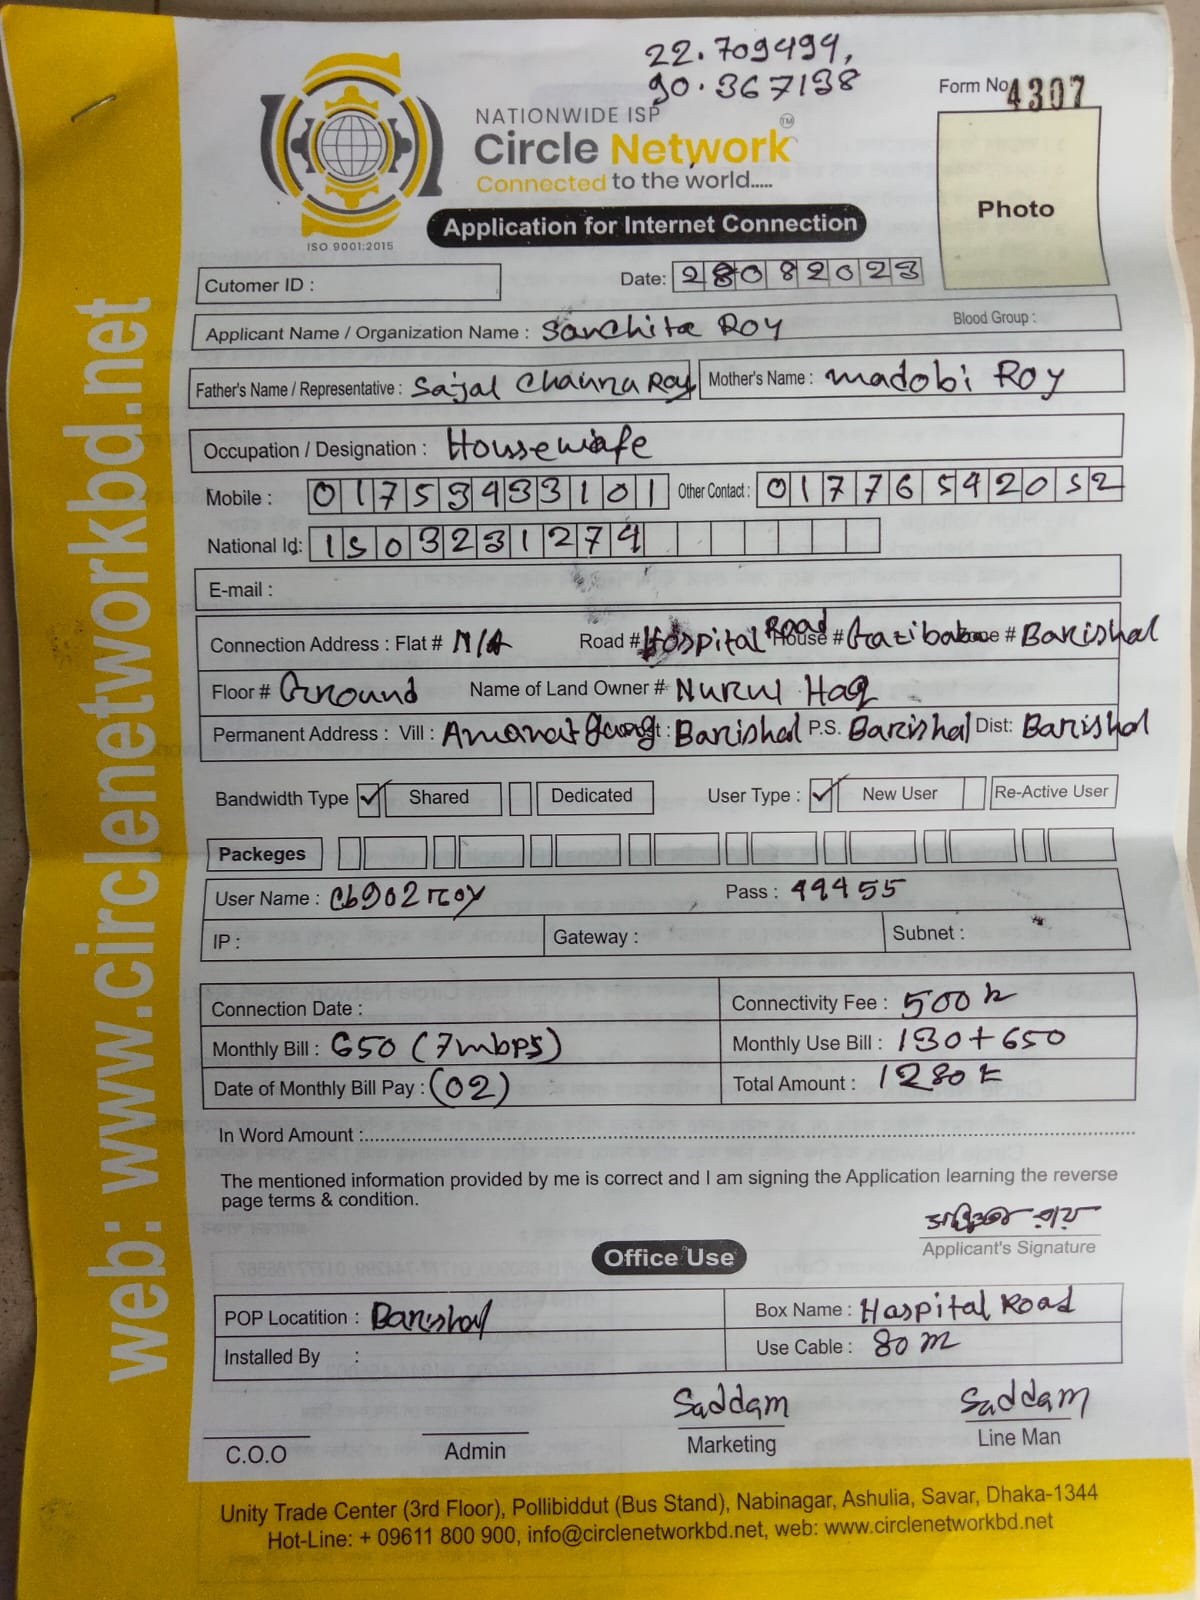 22.709494,
90.367138
Form No 4307
NATIONWIDE ISP
Circle Network TM
Connected to the world.....
ISO 9001:2015
Application for Internet Connection
Photo
Cutomer ID :
Date: 28082023
Applicant Name / Organization Name : Sanchita Roy Blood Group :
Father's Name / Representative : Sajal Channa Roy Mother's Name : Madobi Roy
Occupation / Designation : Houssewiafe
Mobile : 01753933101 Other Contact : 01776542052
National Id: 1503231274
E-mail :
Connection Address : Flat # N/A Road # Hospital Road House # # Barishal
Floor # Ground Name of Land Owner # Nurul Haq
Permanent Address : Vill : : Barishal P.S. Barishal Dist: Barishal
Bandwidth Type Shared Dedicated User Type : New User Re-Active User
Packeges
User Name : cb902roy Pass : 99455
IP : Gateway : Subnet :
Connection Date : Connectivity Fee : 500
Monthly Bill : 650 (7mbps) Monthly Use Bill : 130+650
Date of Monthly Bill Pay : (02) Total Amount : 1280
In Word Amount :
The mentioned information provided by me is correct and I am signing the Application learning the reverse
page terms & condition.
Applicant's Signature
Office Use
POP Locatition : Barishal Box Name : Haspital Road
Installed By : Use Cable : 80 m
Saddam Saddam
C.O.O Admin Marketing Line Man
Unity Trade Center (3rd Floor), Pollibiddut (Bus Stand), Nabinagar, Ashulia, Savar, Dhaka-1344
Hot-Line: + 09611 800 900, info@circlenetworkbd.net, web: www.circlenetworkbd.net
web: www.circlenetworkbd.net